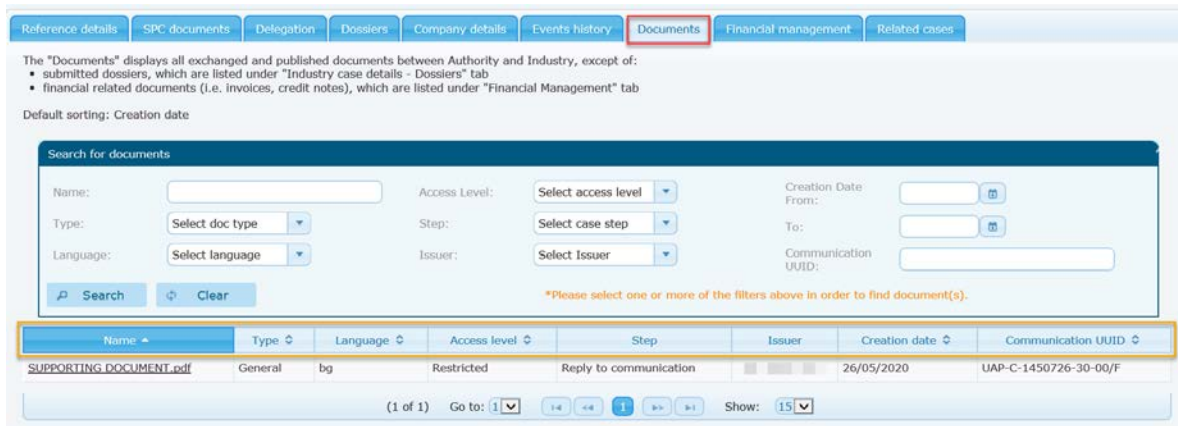 Reference details SPC documents Delegation Dossiers Company details Events history Documents Financial management Related cases
The "Documents" displays all exchanged and published documents between Authority and Industry, except of:
• submitted dossiers, which are listed under "Industry case details - Dossiers" tab
• financial related documents (i.e. invoices, credit notes), which are listed under "Financial Management" tab
Default sorting: Creation date
Search for documents
Name: Access Level: Select access level Creation Date From:
Type: Select doc type Step: Select case step To:
Language: Select language Issuer: Select Issuer Communication UUID:
Search Clear *Please select one or more of the filters above in order to find document(s).
Name Type Language Access level Step Issuer Creation date Communication UUID
SUPPORTING DOCUMENT.pdf General bg Restricted Reply to communication 26/05/2020 UAP-C-1450726-30-00/F
(1 of 1) Go to: 1 1 Show: 15